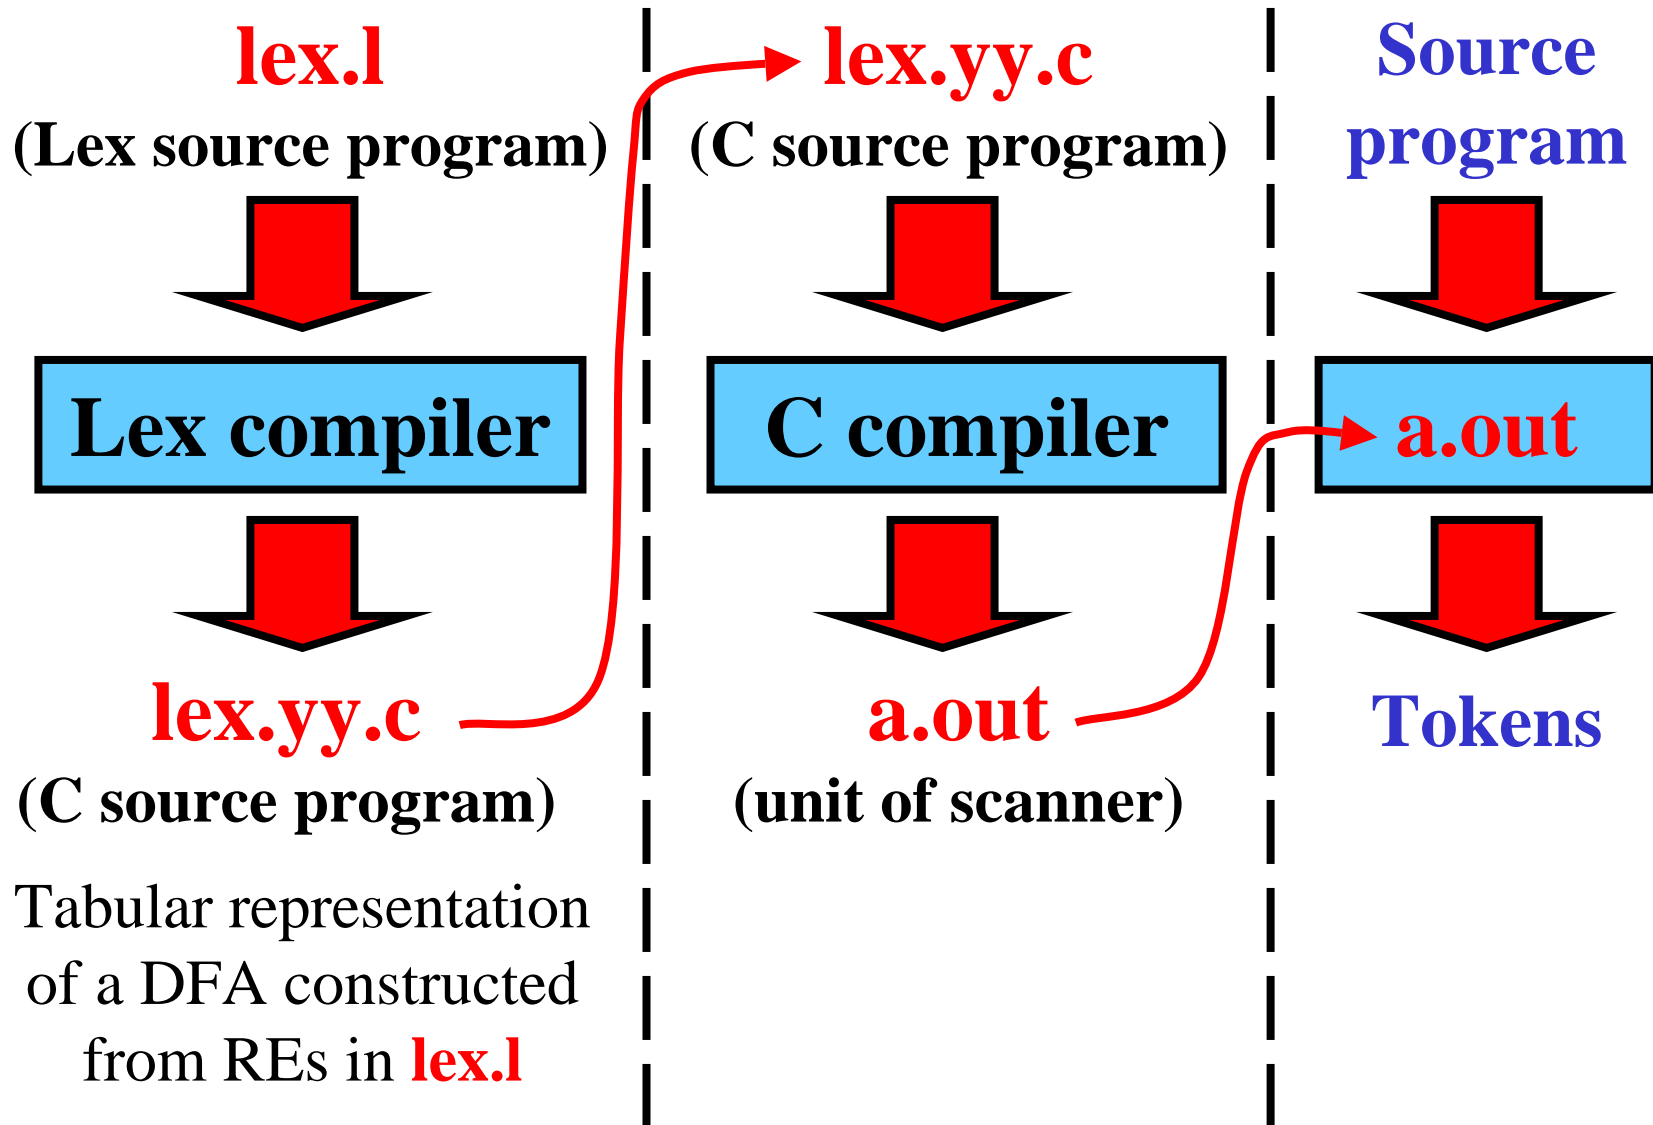 lex.l
(Lex source program)
Lex compiler
lex.yy.c
(C source program)
Tabular representation
of a DFA constructed
from REs in lex.l
lex.yy.c
(C source program)
C compiler
a.out
(unit of scanner)
Source
program
a.out
Tokens